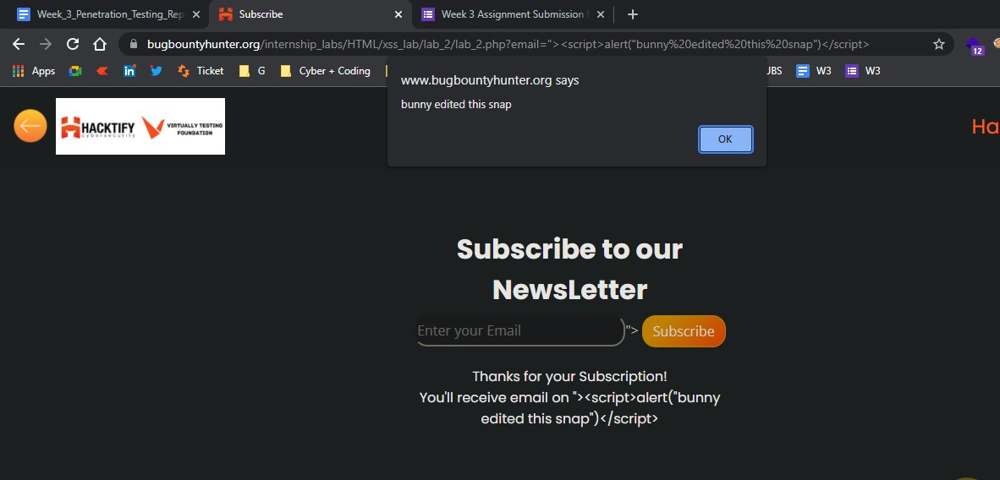 Week_3_Penetration_Testing_Rep
Subscribe
Week 3 Assignment Submission
bugbountyhunter.org/internship_labs/HTML/xss_lab/lab_2/lab_2.php?email="><script>alert("bunny%20edited%20this%20snap")</script>
12
Apps
Ticket
G
Cyber + Coding
W3
W3
www.bugbountyhunter.org says
bunny edited this snap
OK
HACKTIFY
cybersecurity
VIRTUALLY TESTING
FOUNDATION
Ha
Subscribe to our
NewsLetter
Enter your Email
">
Subscribe
Thanks for your Subscription!
You'll receive email on "><script>alert("bunny
edited this snap")</script>